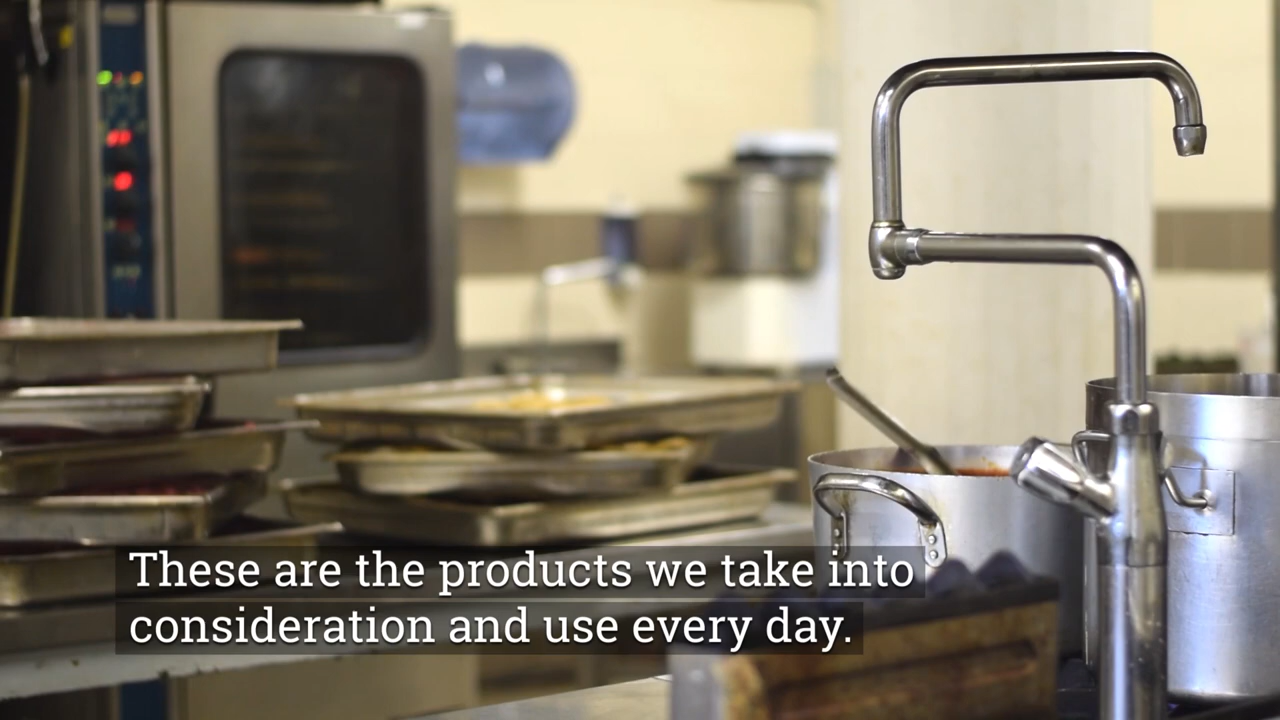 These are the products we take into
consideration and use every day.